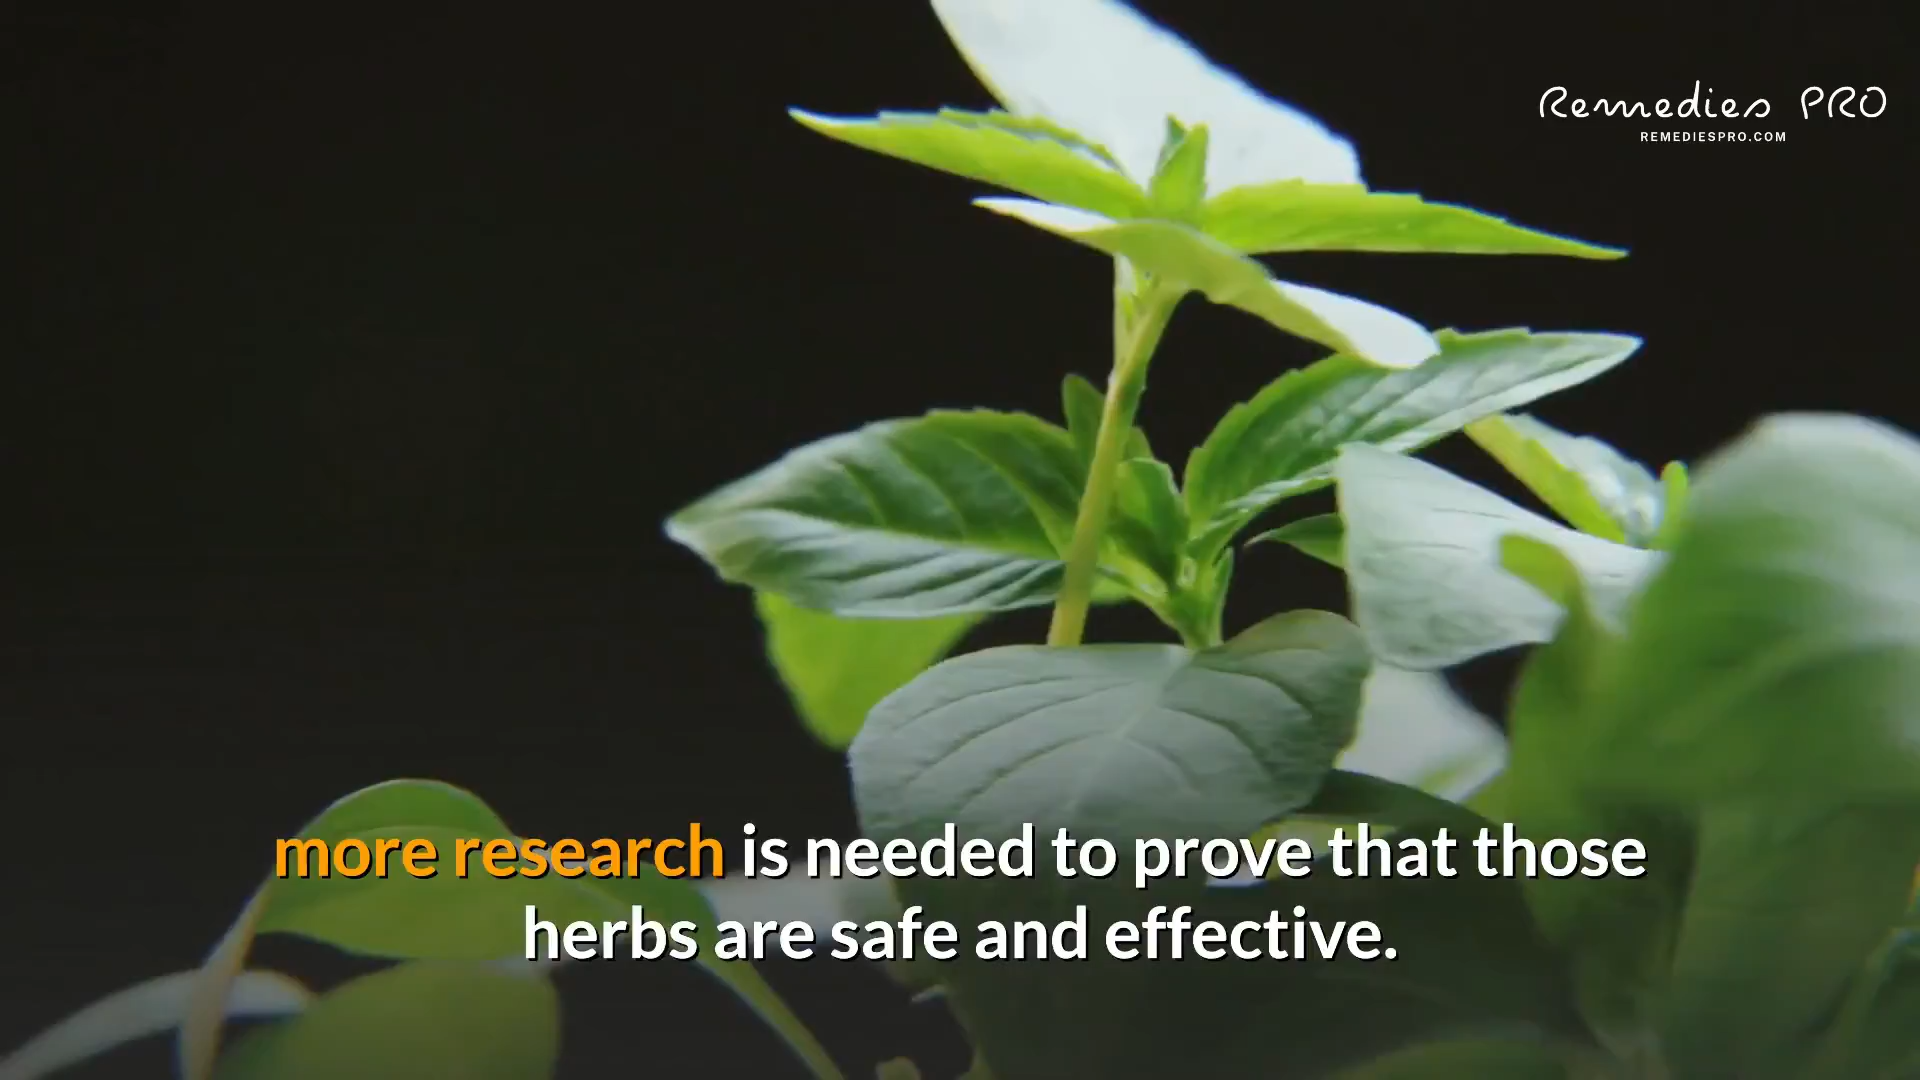 Remedies PRO
REMEDIESPRO.COM
more research is needed to prove that those
herbs are safe and effective.